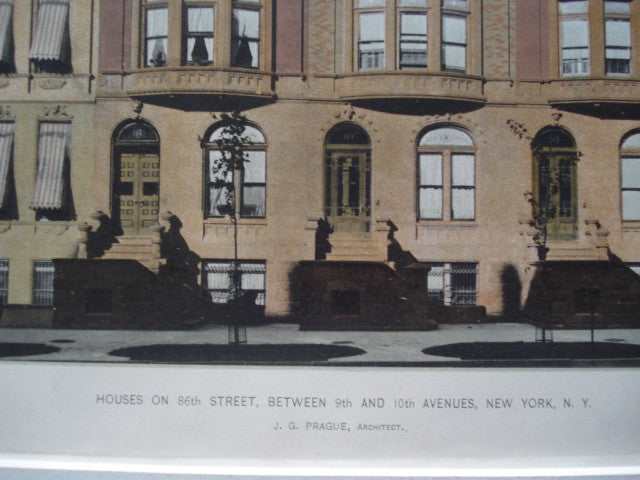 HOUSES ON 86th STREET, BETWEEN 9th AND 10th AVENUES, NEW YORK, N. Y.
J. G. PRAGUE, ARCHITECT.